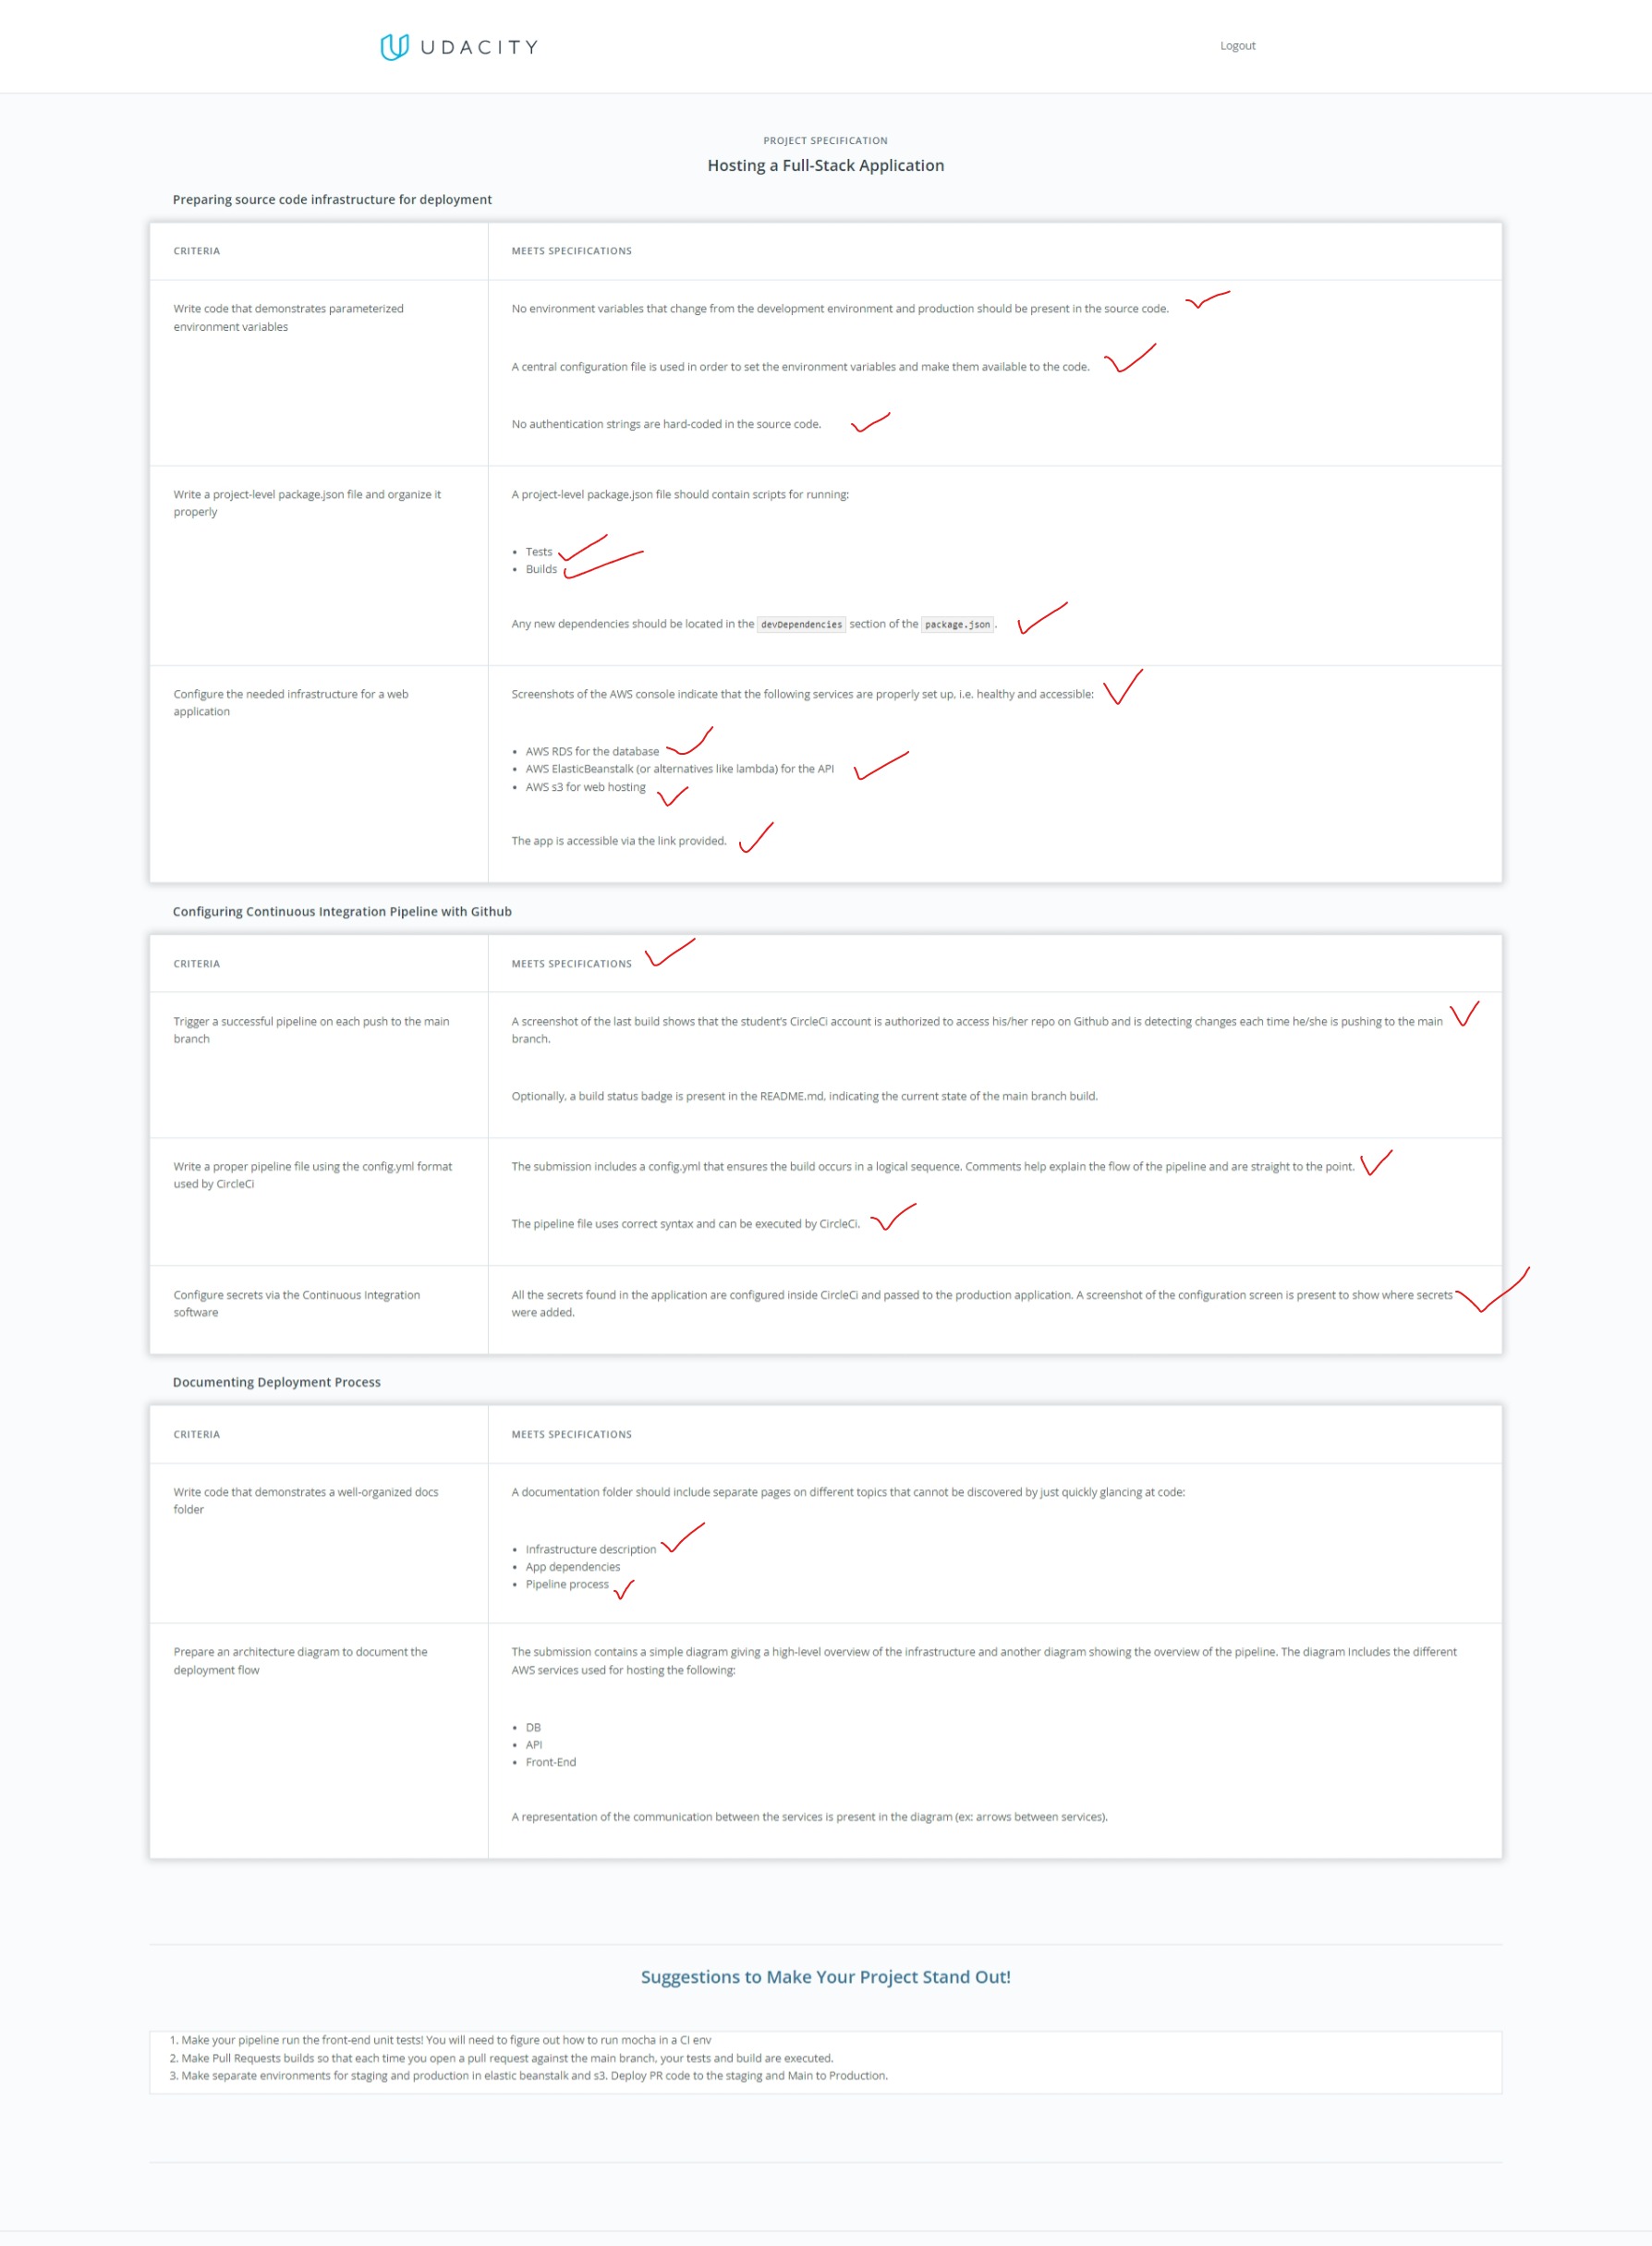 UDACITY
Logout
PROJECT SPECIFICATION
Hosting a Full-Stack Application
Preparing source code infrastructure for deployment
CRITERIA
MEETS SPECIFICATIONS
Write code that demonstrates parameterized
environment variables
No environment variables that change from the development environment and production should be present in the source code.
A central configuration file is used in order to set the environment variables and make them available to the code.
No authentication strings are hard-coded in the source code.
Write a project-level package.json file and organize it
properly
A project-level package.json file should contain scripts for running:
• Tests
• Builds
Any new dependencies should be located in the devDependencies section of the package.json.
Configure the needed infrastructure for a web
application
Screenshots of the AWS console indicate that the following services are properly set up, i.e. healthy and accessible:
• AWS RDS for the database
• AWS ElasticBeanstalk (or alternatives like lambda) for the API
• AWS s3 for web hosting
The app is accessible via the link provided.
Configuring Continuous Integration Pipeline with Github
CRITERIA
MEETS SPECIFICATIONS
Trigger a successful pipeline on each push to the main
branch
A screenshot of the last build shows that the student's CircleCi account is authorized to access his/her repo on Github and is detecting changes each time he/she is pushing to the main
branch.
Optionally, a build status badge is present in the README.md, indicating the current state of the main branch build.
Write a proper pipeline file using the config.yml format
used by CircleCi
The submission includes a config.yml that ensures the build occurs in a logical sequence. Comments help explain the flow of the pipeline and are straight to the point.
The pipeline file uses correct syntax and can be executed by CircleCi.
Configure secrets via the Continuous Integration
software
All the secrets found in the application are configured inside CircleCi and passed to the production application. A screenshot of the configuration screen is present to show where secrets
were added.
Documenting Deployment Process
CRITERIA
MEETS SPECIFICATIONS
Write code that demonstrates a well-organized docs
folder
A documentation folder should include separate pages on different topics that cannot be discovered by just quickly glancing at code:
• Infrastructure description
• App dependencies
• Pipeline process
Prepare an architecture diagram to document the
deployment flow
The submission contains a simple diagram giving a high-level overview of the infrastructure and another diagram showing the overview of the pipeline. The diagram includes the different
AWS services used for hosting the following:
• DB
• API
• Front-End
A representation of the communication between the services is present in the diagram (ex: arrows between services).
Suggestions to Make Your Project Stand Out!
1. Make your pipeline run the front-end unit tests! You will need to figure out how to run mocha in a CI env
2. Make Pull Requests builds so that each time you open a pull request against the main branch, your tests and build are executed.
3. Make separate environments for staging and production in elastic beanstalk and s3. Deploy PR code to the staging and Main to Production.